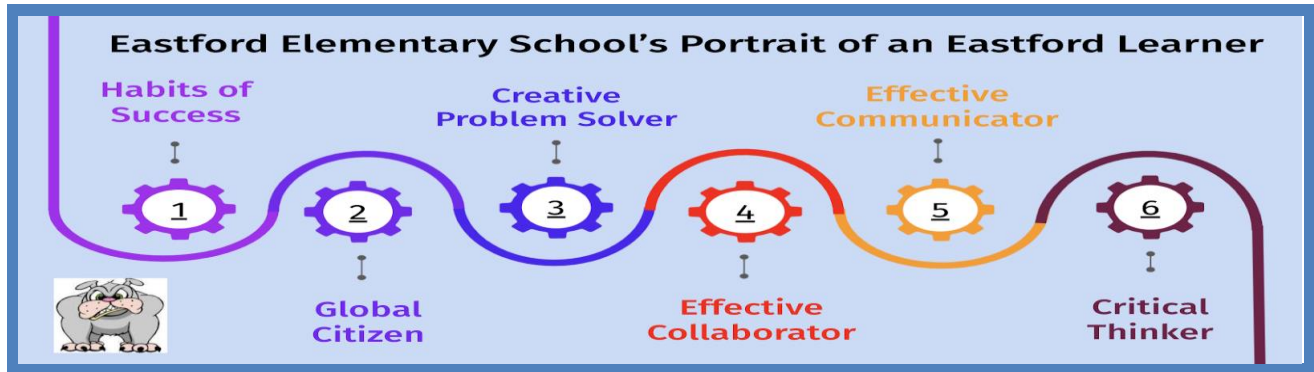 Eastford Elementary School's Portrait of an Eastford Learner
Habits of
Success
1
2
Global
Citizen
Creative
Problem Solver
3
4
Effective
Collaborator
Effective
Communicator
5
6
Critical
Thinker